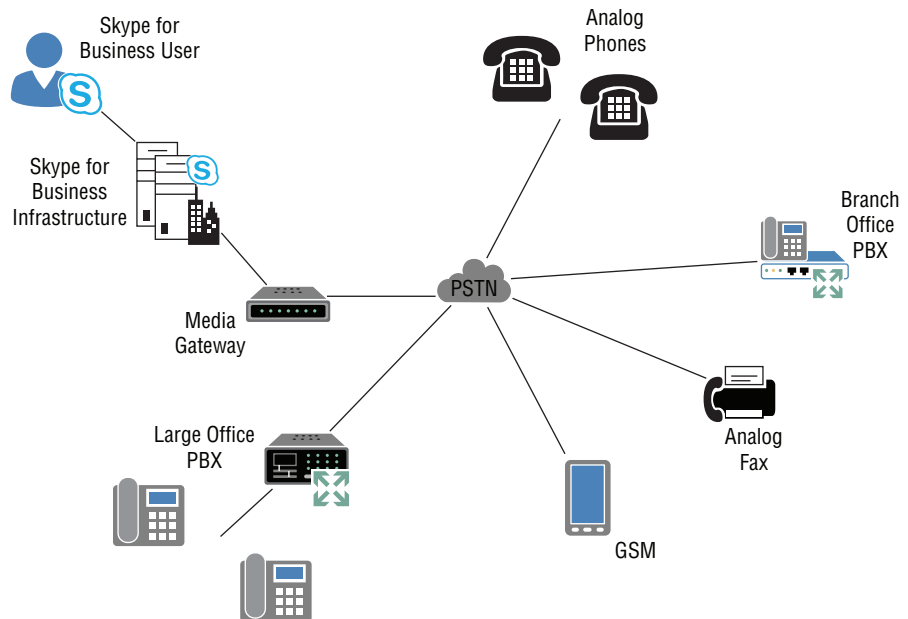 Skype for
Business User
S
Analog
Phones
Skype for
Business
Infrastructure
S
Branch
Office
PBX
PSTN
Media
Gateway
Large Office
PBX
Analog
Fax
GSM